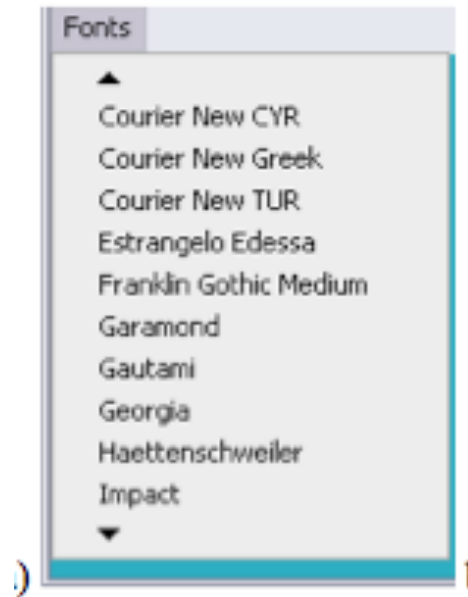 Fonts
Courier New CYR
Courier New Greek
Courier New TUR
Estrangelo Edessa
Franklin Gothic Medium
Garamond
Gautami
Georgia
Haettenschweiler
Impact